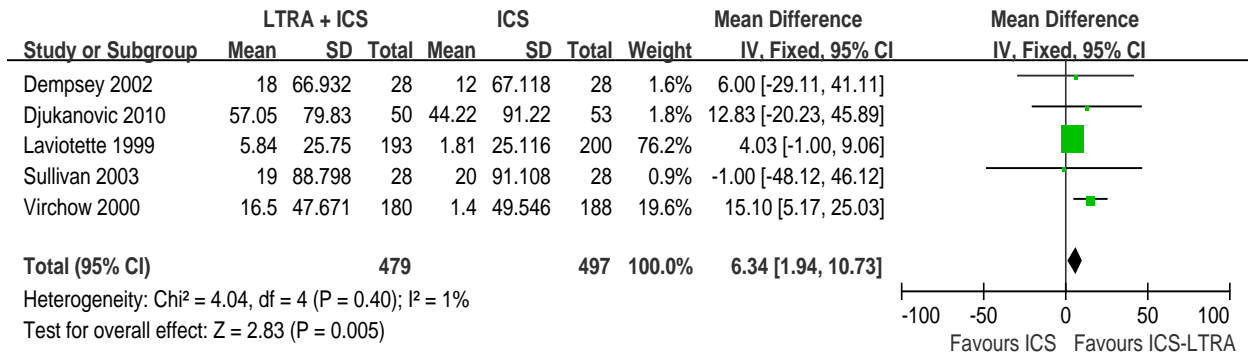 LTRA + ICS ICS Mean Difference Mean Difference
Study or Subgroup Mean SD Total Mean SD Total Weight IV, Fixed, 95% CI IV, Fixed, 95% CI
Dempsey 2002 18 66.932 28 12 67.118 28 1.6% 6.00 [-29.11, 41.11]
Djukanovic 2010 57.05 79.83 50 44.22 91.22 53 1.8% 12.83 [-20.23, 45.89]
Laviotette 1999 5.84 25.75 193 1.81 25.116 200 76.2% 4.03 [-1.00, 9.06]
Sullivan 2003 19 88.798 28 20 91.108 28 0.9% -1.00 [-48.12, 46.12]
Virchow 2000 16.5 47.671 180 1.4 49.546 188 19.6% 15.10 [5.17, 25.03]
Total (95% CI) 479 497 100.0% 6.34 [1.94, 10.73]
Heterogeneity: Chi² = 4.04, df = 4 (P = 0.40); I² = 1%
Test for overall effect: Z = 2.83 (P = 0.005)
-100 -50 0 50 100
Favours ICS Favours ICS-LTRA